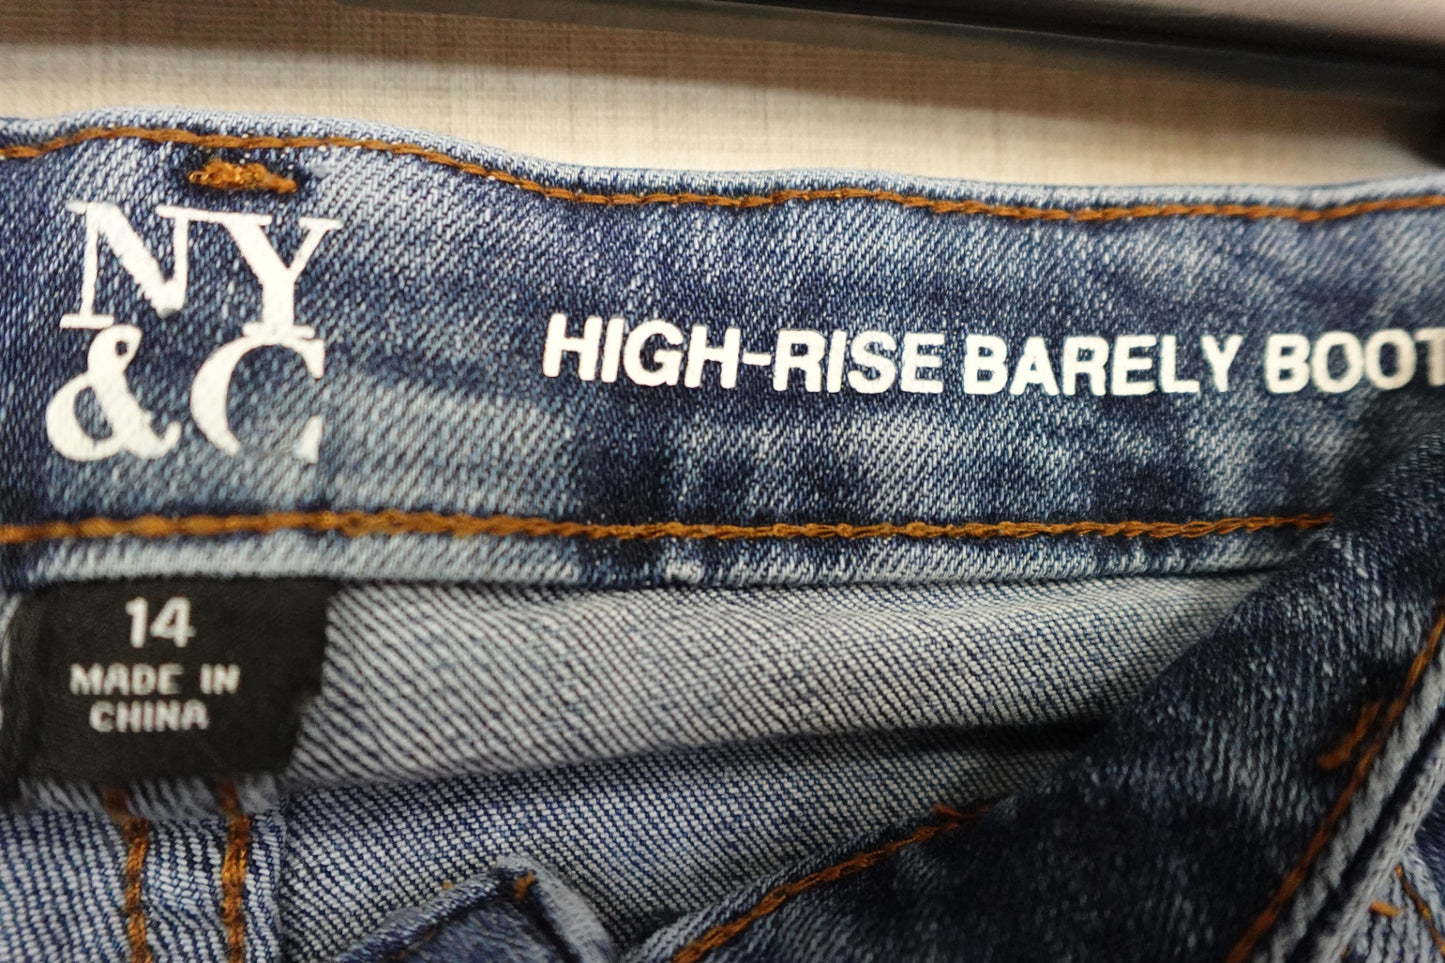 NY
&C
HIGH-RISE BARELY BOOT
14
MADE IN
CHINA